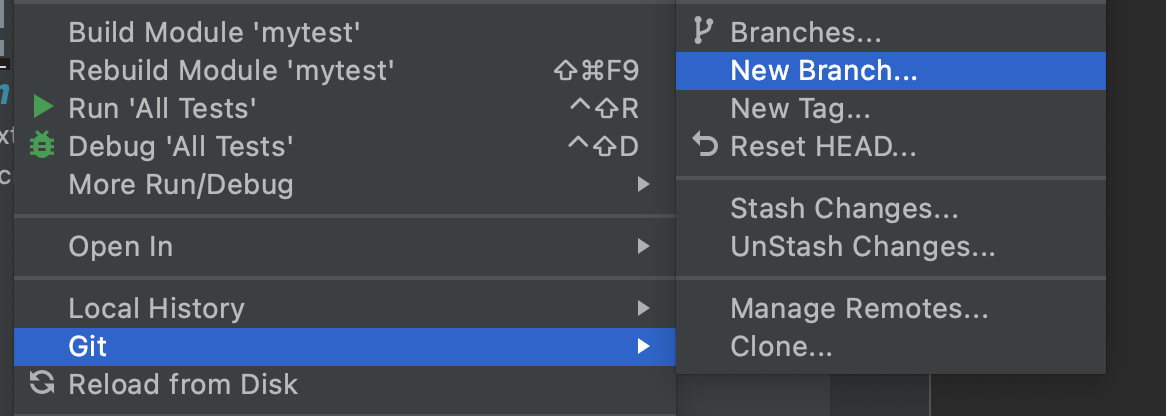 Build Module 'mytest'
Rebuild Module 'mytest' ⇧⌘F9
Run 'All Tests' ^⇧R
Debug 'All Tests' ^⇧D
More Run/Debug
Open In
Local History
Git
Reload from Disk
Branches...
New Branch...
New Tag...
Reset HEAD...
Stash Changes...
UnStash Changes...
Manage Remotes...
Clone...